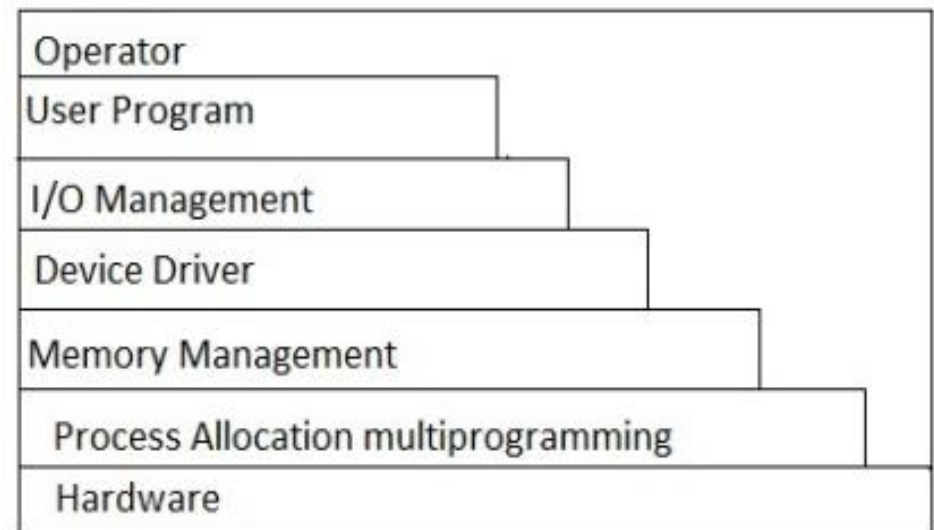 Operator
User Program
I/O Management
Device Driver
Memory Management
Process Allocation multiprogramming
Hardware